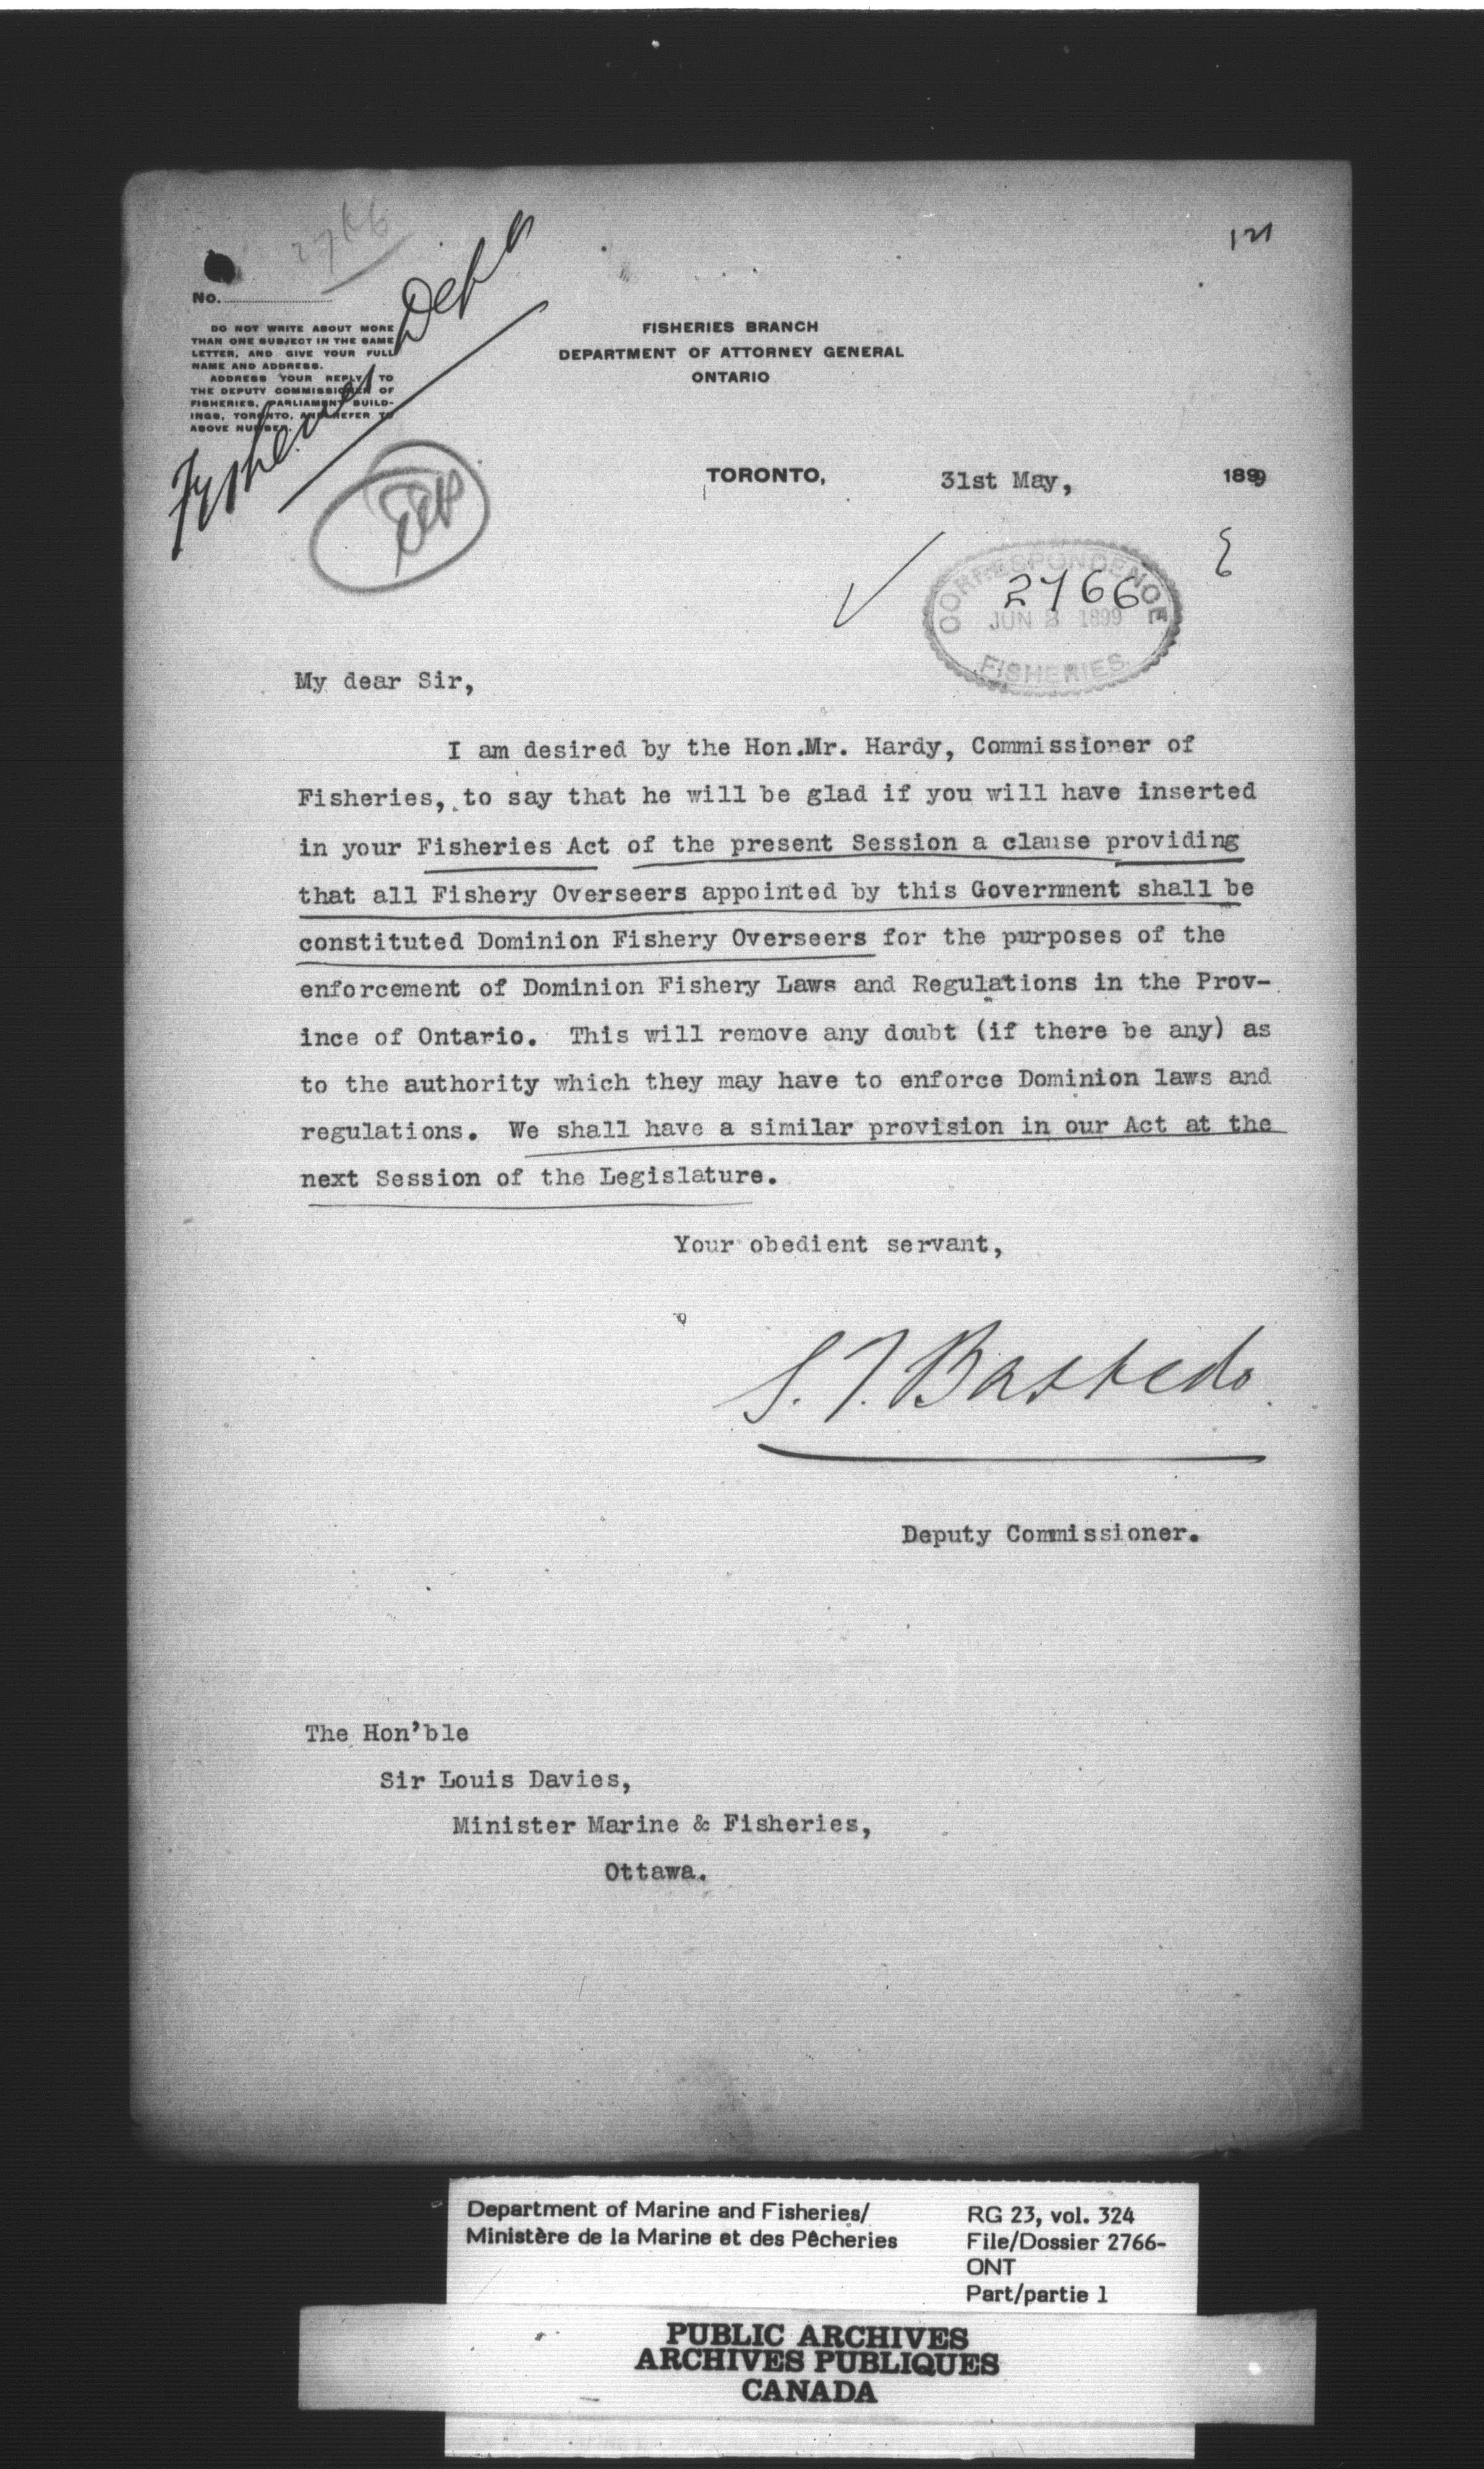 2766
121
No.
DO NOT WRITE ABOUT MORE
THAN ONE SUBJECT IN THE SAME
LETTER, AND GIVE YOUR FULL
NAME AND ADDRESS.
ADDRESS YOUR REPLY TO
THE DEPUTY COMMISSIONER OF
FISHERIES, PARLIAMENT BUILD-
INGS, TORONTO, AND REFER TO
ABOVE NUMBER.
Fisheries Dept
FISHERIES BRANCH
DEPARTMENT OF ATTORNEY GENERAL
ONTARIO
TORONTO, 31st May, 1899
CORRESPONDENCE
2766
JUN 3 1899
FISHERIES
My dear Sir,
I am desired by the Hon.Mr. Hardy, Commissioner of
Fisheries, to say that he will be glad if you will have inserted
in your Fisheries Act of the present Session a clause providing
that all Fishery Overseers appointed by this Government shall be
constituted Dominion Fishery Overseers for the purposes of the
enforcement of Dominion Fishery Laws and Regulations in the Prov-
ince of Ontario. This will remove any doubt (if there be any) as
to the authority which they may have to enforce Dominion laws and
regulations. We shall have a similar provision in our Act at the
next Session of the Legislature.
Your obedient servant,
S. T. Bastedo.
Deputy Commissioner.
The Hon'ble
Sir Louis Davies,
Minister Marine & Fisheries,
Ottawa.
Department of Marine and Fisheries/
Ministère de la Marine et des Pêcheries
RG 23, vol. 324
File/Dossier 2766-
ONT
Part/partie 1
PUBLIC ARCHIVES
ARCHIVES PUBLIQUES
CANADA